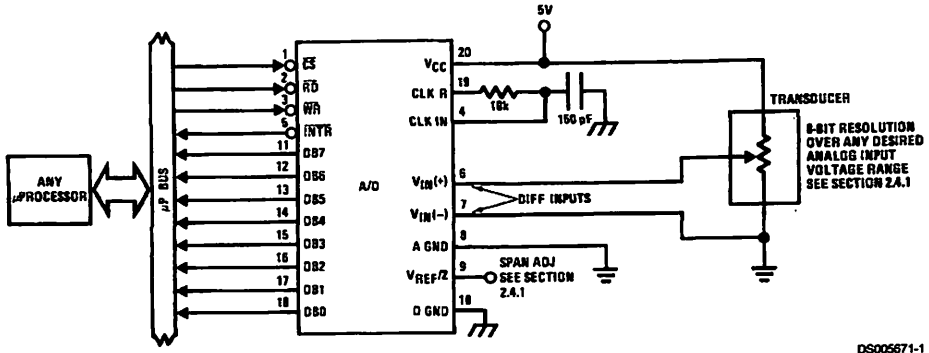 5V
1 CS 20 VCC
2 RD 19 CLK R 10k 150 pF
3 WR 4 CLK IN
5 INTR
TRANSDUCER
8-BIT RESOLUTION
OVER ANY DESIRED
ANALOG INPUT
VOLTAGE RANGE
SEE SECTION 2.4.1
ANY
µPROCESSOR
µP BUS
A/D
11 DB7
12 DB6
13 DB5
14 DB4
15 DB3
16 DB2
17 DB1
18 DB0
6 VIN(+)
DIFF INPUTS
7 VIN(−)
8 A GND
9 VREF/2
SPAN ADJ
SEE SECTION
2.4.1
10 D GND
DS005671-1